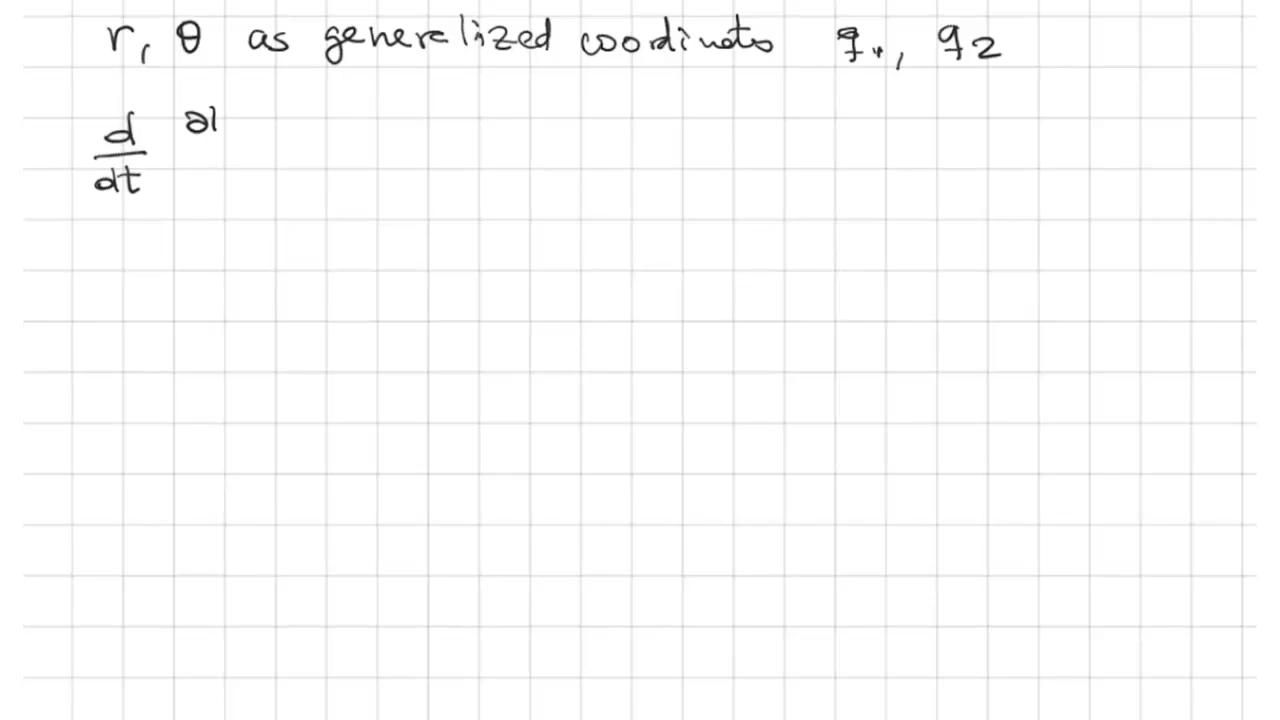 r, θ as generalized coordinates q₁, q₂
d ∂l
dt